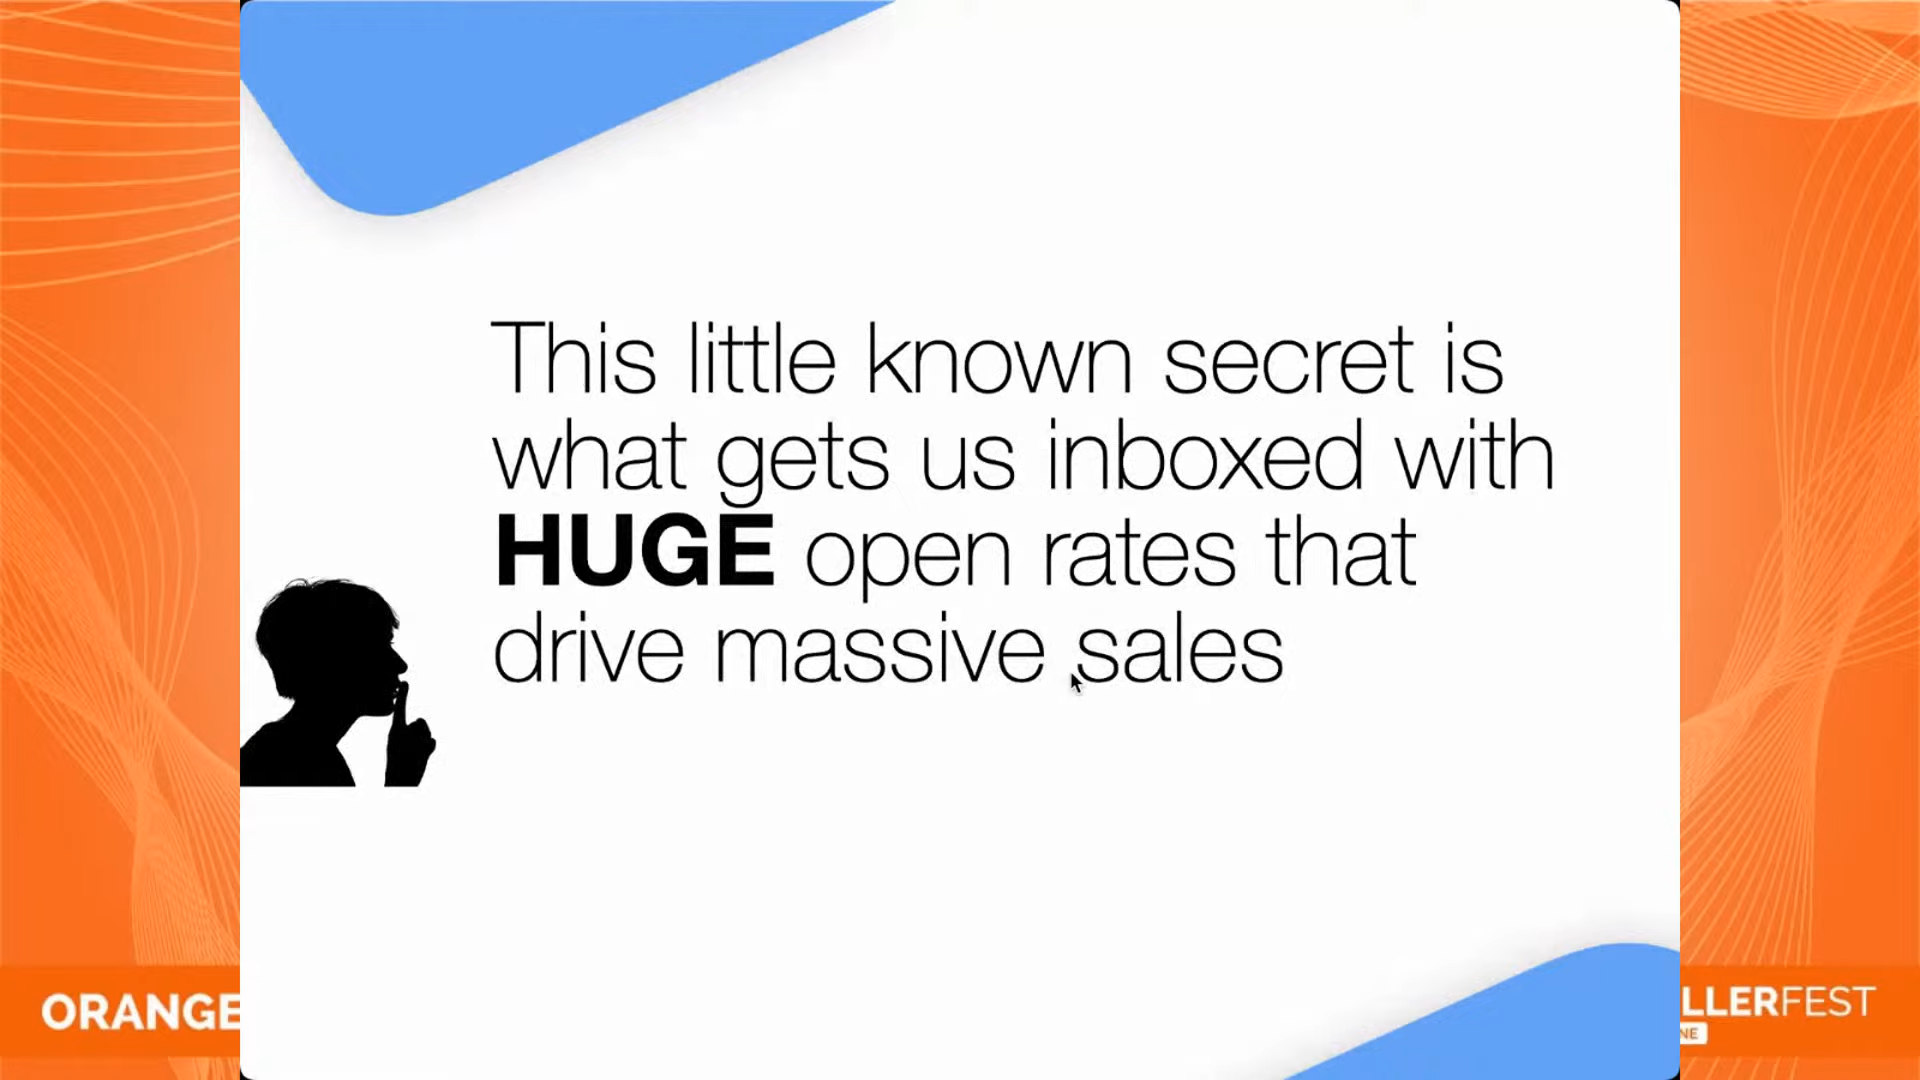 This little known secret is
what gets us inboxed with
HUGE open rates that
drive massive sales
ORANGE
LLERFEST
NE